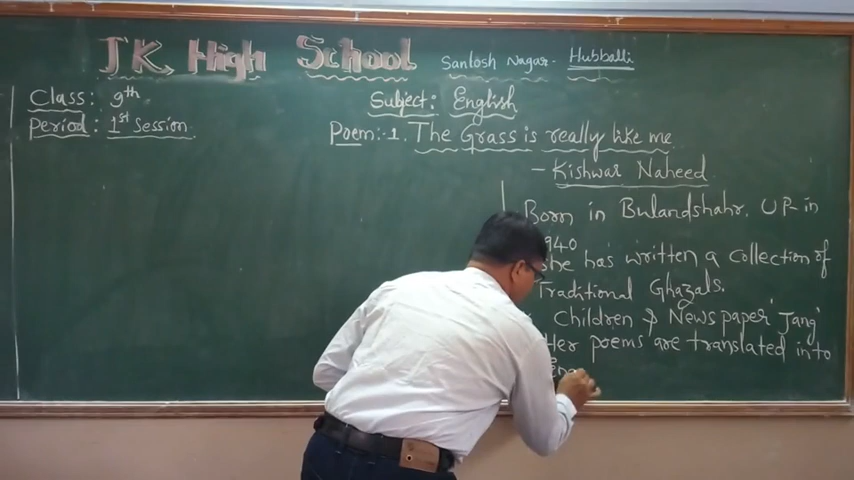 JK High School Santosh Nagar - Hubballi
Class: 9th
Subject: English
Period: 1st Session
Poem:-1. The Grass is really like me
- Kishwar Naheed
Born in Bulandshahr. UP in
940
She has written a collection of
Traditional Ghazals.
Children & Newspaper 'Jang'
Her poems are translated into